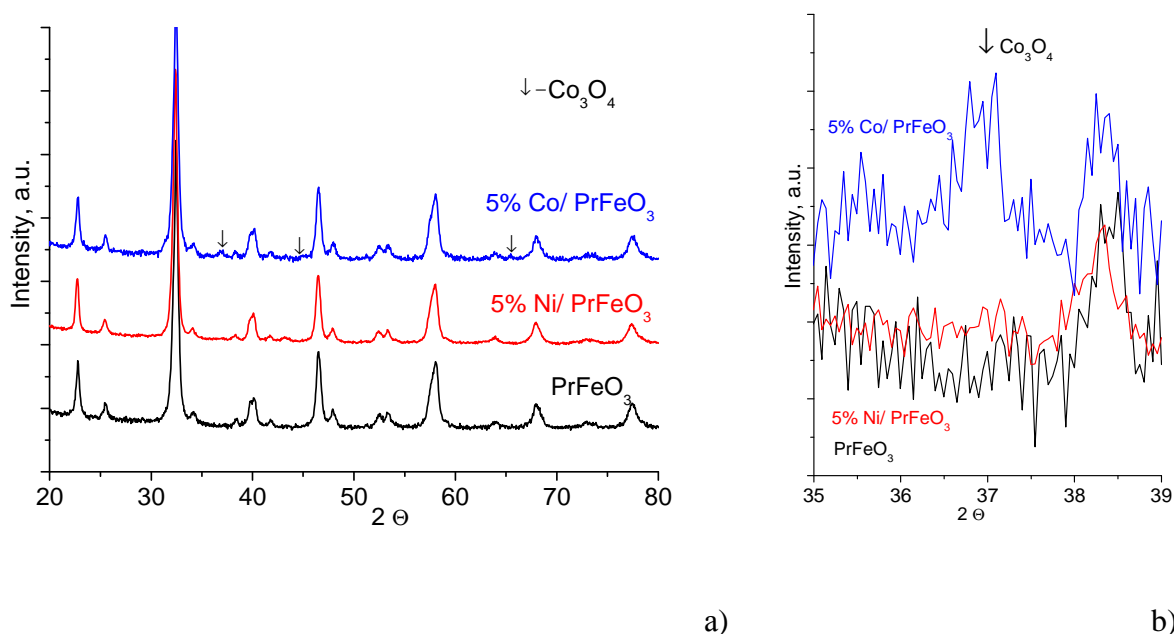 Intensity, a.u.
↓−Co₃O₄
5% Co/ PrFeO₃
5% Ni/ PrFeO₃
PrFeO₃
20 30 40 50 60 70 80
2 Θ
a)
Intensity, a.u.
↓ Co₃O₄
5% Co/ PrFeO₃
5% Ni/ PrFeO₃
PrFeO₃
35 36 37 38 39
2 Θ
b)